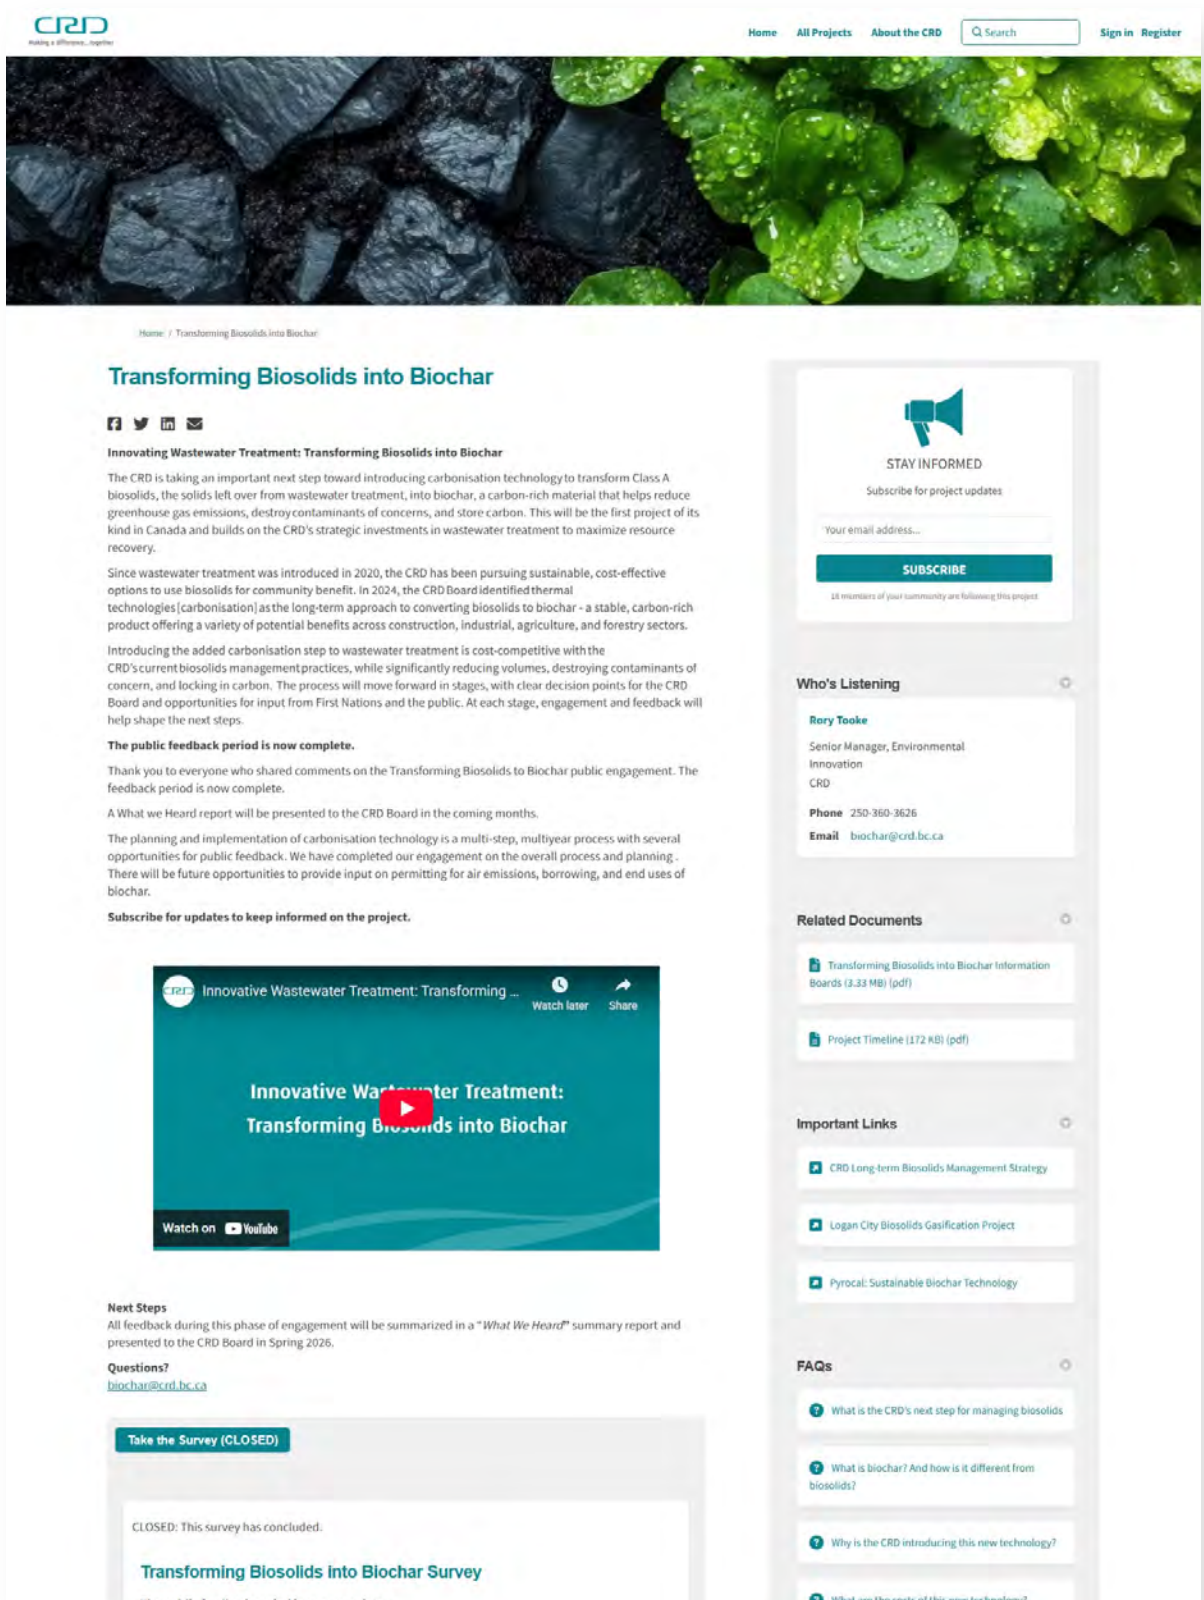 CRD
Making a difference...together
Home All Projects About the CRD Search Sign in Register
Home / Transforming Biosolids into Biochar
Transforming Biosolids into Biochar
Innovating Wastewater Treatment: Transforming Biosolids into Biochar
The CRD is taking an important next step toward introducing carbonisation technology to transform Class A
biosolids, the solids left over from wastewater treatment, into biochar, a carbon-rich material that helps reduce
greenhouse gas emissions, destroy contaminants of concerns, and store carbon. This will be the first project of its
kind in Canada and builds on the CRD's strategic investments in wastewater treatment to maximize resource
recovery.
Since wastewater treatment was introduced in 2020, the CRD has been pursuing sustainable, cost-effective
options to use biosolids for community benefit. In 2024, the CRD Board identified thermal
technologies [carbonisation] as the long-term approach to converting biosolids to biochar - a stable, carbon-rich
product offering a variety of potential benefits across construction, industrial, agriculture, and forestry sectors.
Introducing the added carbonisation step to wastewater treatment is cost-competitive with the
CRD's current biosolids management practices, while significantly reducing volumes, destroying contaminants of
concern, and locking in carbon. The process will move forward in stages, with clear decision points for the CRD
Board and opportunities for input from First Nations and the public. At each stage, engagement and feedback will
help shape the next steps.
The public feedback period is now complete.
Thank you to everyone who shared comments on the Transforming Biosolids to Biochar public engagement. The
feedback period is now complete.
A What we Heard report will be presented to the CRD Board in the coming months.
The planning and implementation of carbonisation technology is a multi-step, multiyear process with several
opportunities for public feedback. We have completed our engagement on the overall process and planning .
There will be future opportunities to provide input on permitting for air emissions, borrowing, and end uses of
biochar.
Subscribe for updates to keep informed on the project.
CRD Innovative Wastewater Treatment: Transforming ...
Watch later Share
Innovative Wastewater Treatment:
Transforming Biosolids into Biochar
Watch on YouTube
Next Steps
All feedback during this phase of engagement will be summarized in a "What We Heard" summary report and
presented to the CRD Board in Spring 2026.
Questions?
biochar@crd.bc.ca
Take the Survey (CLOSED)
CLOSED: This survey has concluded.
Transforming Biosolids into Biochar Survey
STAY INFORMED
Subscribe for project updates
Your email address...
SUBSCRIBE
18 members of your community are following this project
Who's Listening
Rory Tooke
Senior Manager, Environmental
Innovation
CRD
Phone 250-360-3626
Email biochar@crd.bc.ca
Related Documents
Transforming Biosolids into Biochar Information
Boards (3.33 MB) (pdf)
Project Timeline (172 KB) (pdf)
Important Links
CRD Long-term Biosolids Management Strategy
Logan City Biosolids Gasification Project
Pyrocal: Sustainable Biochar Technology
FAQs
What is the CRD's next step for managing biosolids
What is biochar? And how is it different from
biosolids?
Why is the CRD introducing this new technology?
What are the costs of this new technology?